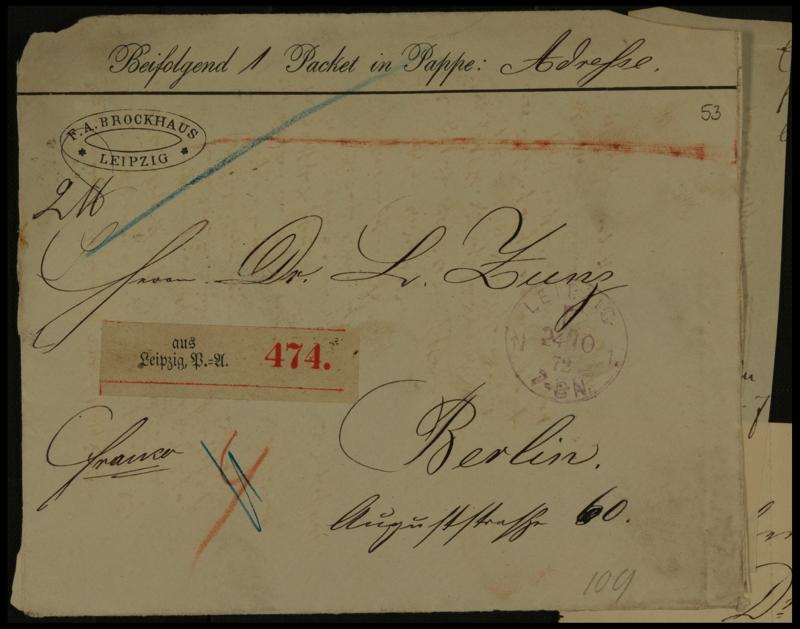 Beifolgend 1 Packet in Pappe: Adresse.
53
F. A. BROCKHAUS
* LEIPZIG *
2 M
Herrn Dr. L. Zunz
LEIPZIG
24 10
72
aus
Leipzig, P.-A. 474.
Franco
Berlin.
Auguststrasse 60.
109